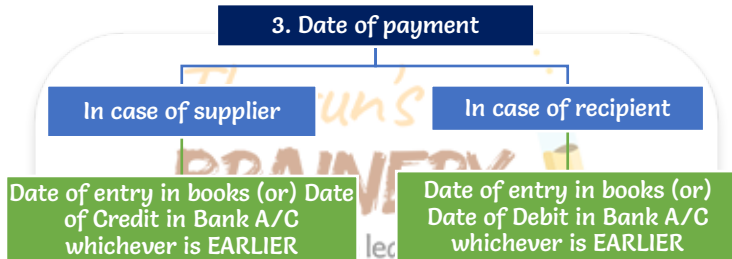 3. Date of payment
In case of supplier
In case of recipient
Date of entry in books (or) Date
of Credit in Bank A/C
whichever is EARLIER
Date of entry in books (or)
Date of Debit in Bank A/C
whichever is EARLIER